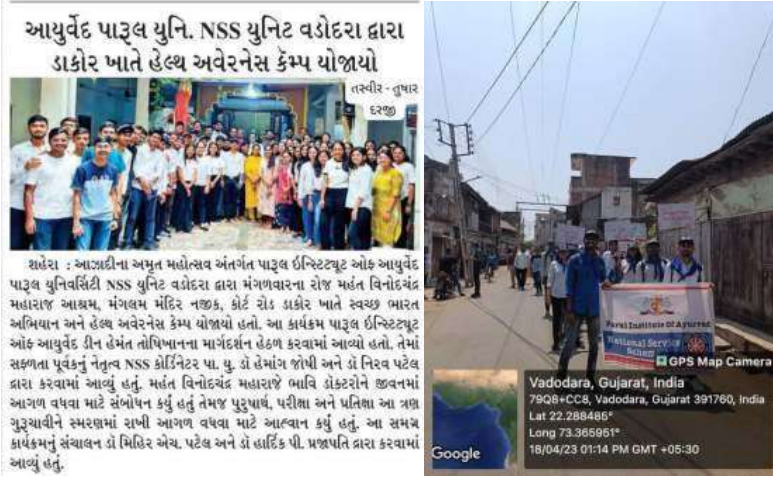 આયુર્વેદ પારૂલ યુનિ. NSS યુનિટ વડોદરા દ્વારા
ડાકોર ખાતે હેલ્થ અવેરનેસ કૅમ્પ યોજાયો
તસ્વીર - તુષાર
દરજી
શહેરા : આઝાદીના અમૃત મહોત્સવ અંતર્ગત પારૂલ ઇન્સ્ટિટ્યૂટ ઓફ આયુર્વેદ
પારૂલ યુનિવર્સિટી NSS યુનિટ વડોદરા દ્વારા મંગળવારના રોજ મહંત વિનોદચંદ્ર
મહારાજ આશ્રમ, મંગલમ મંદિર નજીક, કોર્ટ રોડ ડાકોર ખાતે સ્વચ્છ ભારત
અભિયાન અને હેલ્થ અવેરનેસ કેમ્પ યોજાયો હતો. આ કાર્યક્રમ પારૂલ ઇન્સ્ટિટ્યૂટ
ઑફ આયુર્વેદ ડીન હેમંત તોષિખાનના માર્ગદર્શન હેઠળ કરવામાં આવ્યો હતો. તેમાં
સફળતા પૂર્વકનું નેતૃત્વ NSS કોર્ડિનેટર પા. યુ. ડૉ હેમાંગ જોષી અને ડૉ નિરવ પટેલ
દ્વારા કરવામાં આવ્યું હતું. મહંત વિનોદચંદ્ર મહારાજે ભાવિ ડૉક્ટરોને જીવનમાં
આગળ વધવા માટે સંબોધન કર્યું હતું તેમજ પુરુષાર્થ, પરીક્ષા અને પ્રતિક્ષા આ ત્રણ
ગુરૂચાવીને સ્મરણમાં રાખી આગળ વધવા માટે આહ્વાન કર્યું હતું. આ સમગ્ર
કાર્યક્રમનું સંચાલન ડૉ મિહિર એચ. પટેલ અને ડૉ હાર્દિક પી. પ્રજાપતિ દ્વારા કરવામાં
આવ્યું હતું.
Parul Institute Of Ayurved
National Service
Scheme
GPS Map Camera
Vadodara, Gujarat, India
79Q8+CC8, Vadodara, Gujarat 391760, India
Lat 22.288485°
Long 73.365951°
18/04/23 01:14 PM GMT +05:30
Google